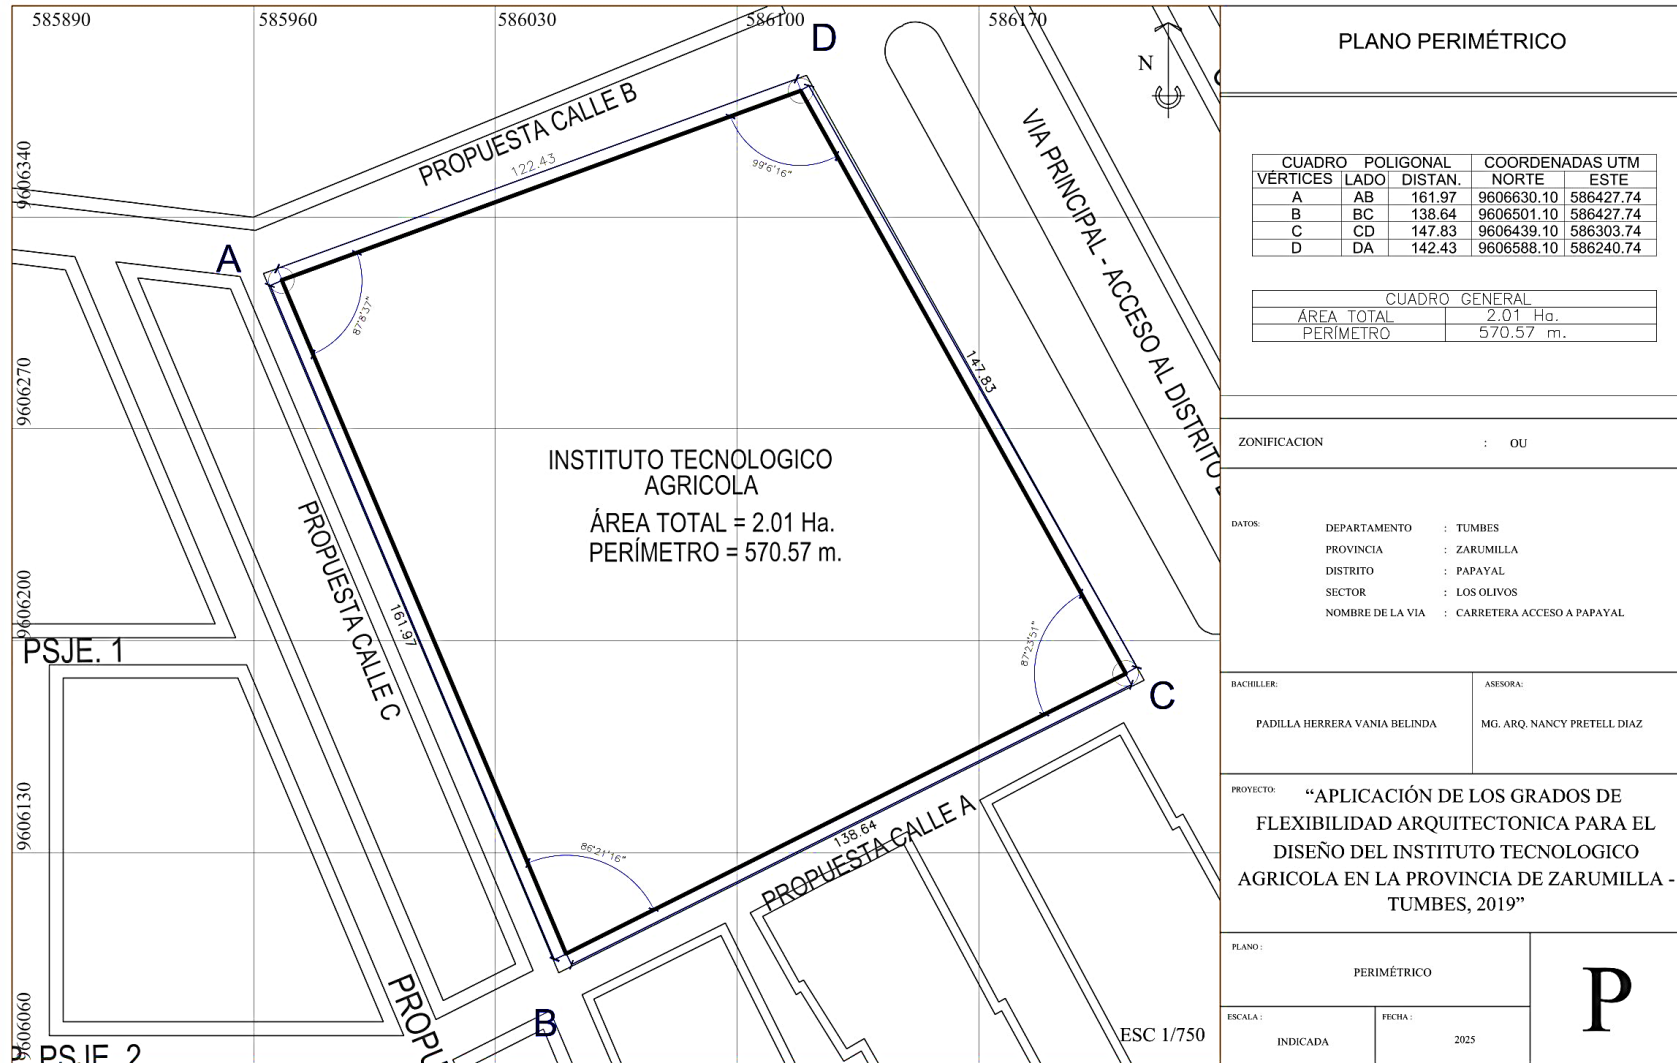 585890
585960
586030
586100
586170
9606340
9606270
9606200
9606130
9606060
D
A
B
C
N
PROPUESTA CALLE B
122.43
99°6'16"
87°8'37"
147.83
VIA PRINCIPAL - ACCESO AL DISTRITO
INSTITUTO TECNOLOGICO
AGRICOLA
ÁREA TOTAL = 2.01 Ha.
PERÍMETRO = 570.57 m.
PROPUESTA CALLE C
161.97
87°23'51"
86°21'16"
138.64
PROPUESTA CALLE A
PSJE. 1
PSJE. 2
PROPU
ESC 1/750
PLANO PERIMÉTRICO
CUADRO POLIGONAL COORDENADAS UTM
VÉRTICES LADO DISTAN. NORTE ESTE
A AB 161.97 9606630.10 586427.74
B BC 138.64 9606501.10 586427.74
C CD 147.83 9606439.10 586303.74
D DA 142.43 9606588.10 586240.74
CUADRO GENERAL
ÁREA TOTAL 2.01 Ha.
PERÍMETRO 570.57 m.
ZONIFICACION : OU
DATOS:
DEPARTAMENTO : TUMBES
PROVINCIA : ZARUMILLA
DISTRITO : PAPAYAL
SECTOR : LOS OLIVOS
NOMBRE DE LA VIA : CARRETERA ACCESO A PAPAYAL
BACHILLER:
PADILLA HERRERA VANIA BELINDA
ASESORA:
MG. ARQ. NANCY PRETELL DIAZ
PROYECTO:
“APLICACIÓN DE LOS GRADOS DE
FLEXIBILIDAD ARQUITECTONICA PARA EL
DISEÑO DEL INSTITUTO TECNOLOGICO
AGRICOLA EN LA PROVINCIA DE ZARUMILLA -
TUMBES, 2019”
PLANO :
PERIMÉTRICO
ESCALA :
INDICADA
FECHA :
2025
P